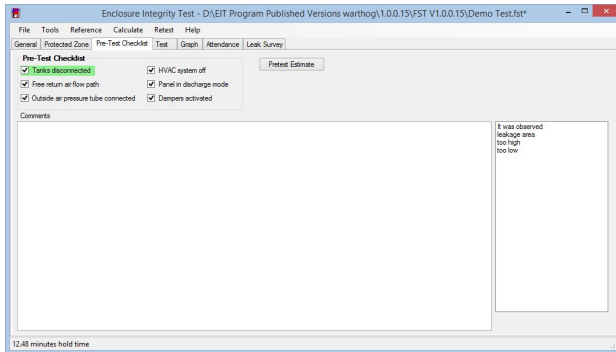 Enclosure Integrity Test - D:\EIT Program Published Versions warthog\1.0.0.15\FST V1.0.0.15\Demo Test.fst*
File Tools Reference Calculate Retest Help
General Protected Zone Pre-Test Checklist Test Graph Attendance Leak Survey
Pre-Test Checklist
Tanks disconnected HVAC system off Pretest Estimate
Free return air flow path Panel in discharge mode
Outside air pressure tube connected Dampers activated
Comments
It was observed
leakage area
too high
too low
12.48 minutes hold time